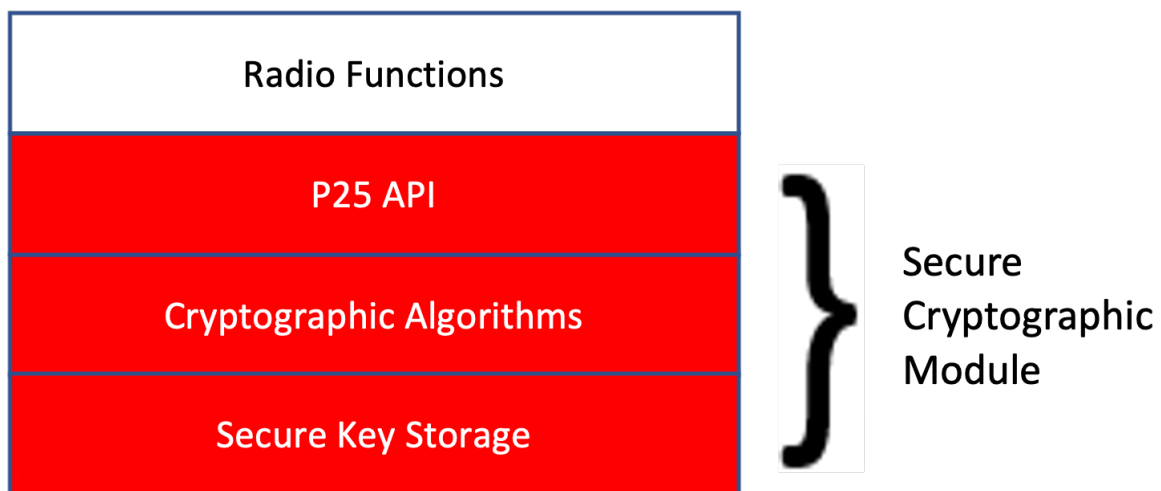 Radio Functions
P25 API
Cryptographic Algorithms
Secure Key Storage
Secure
Cryptographic
Module